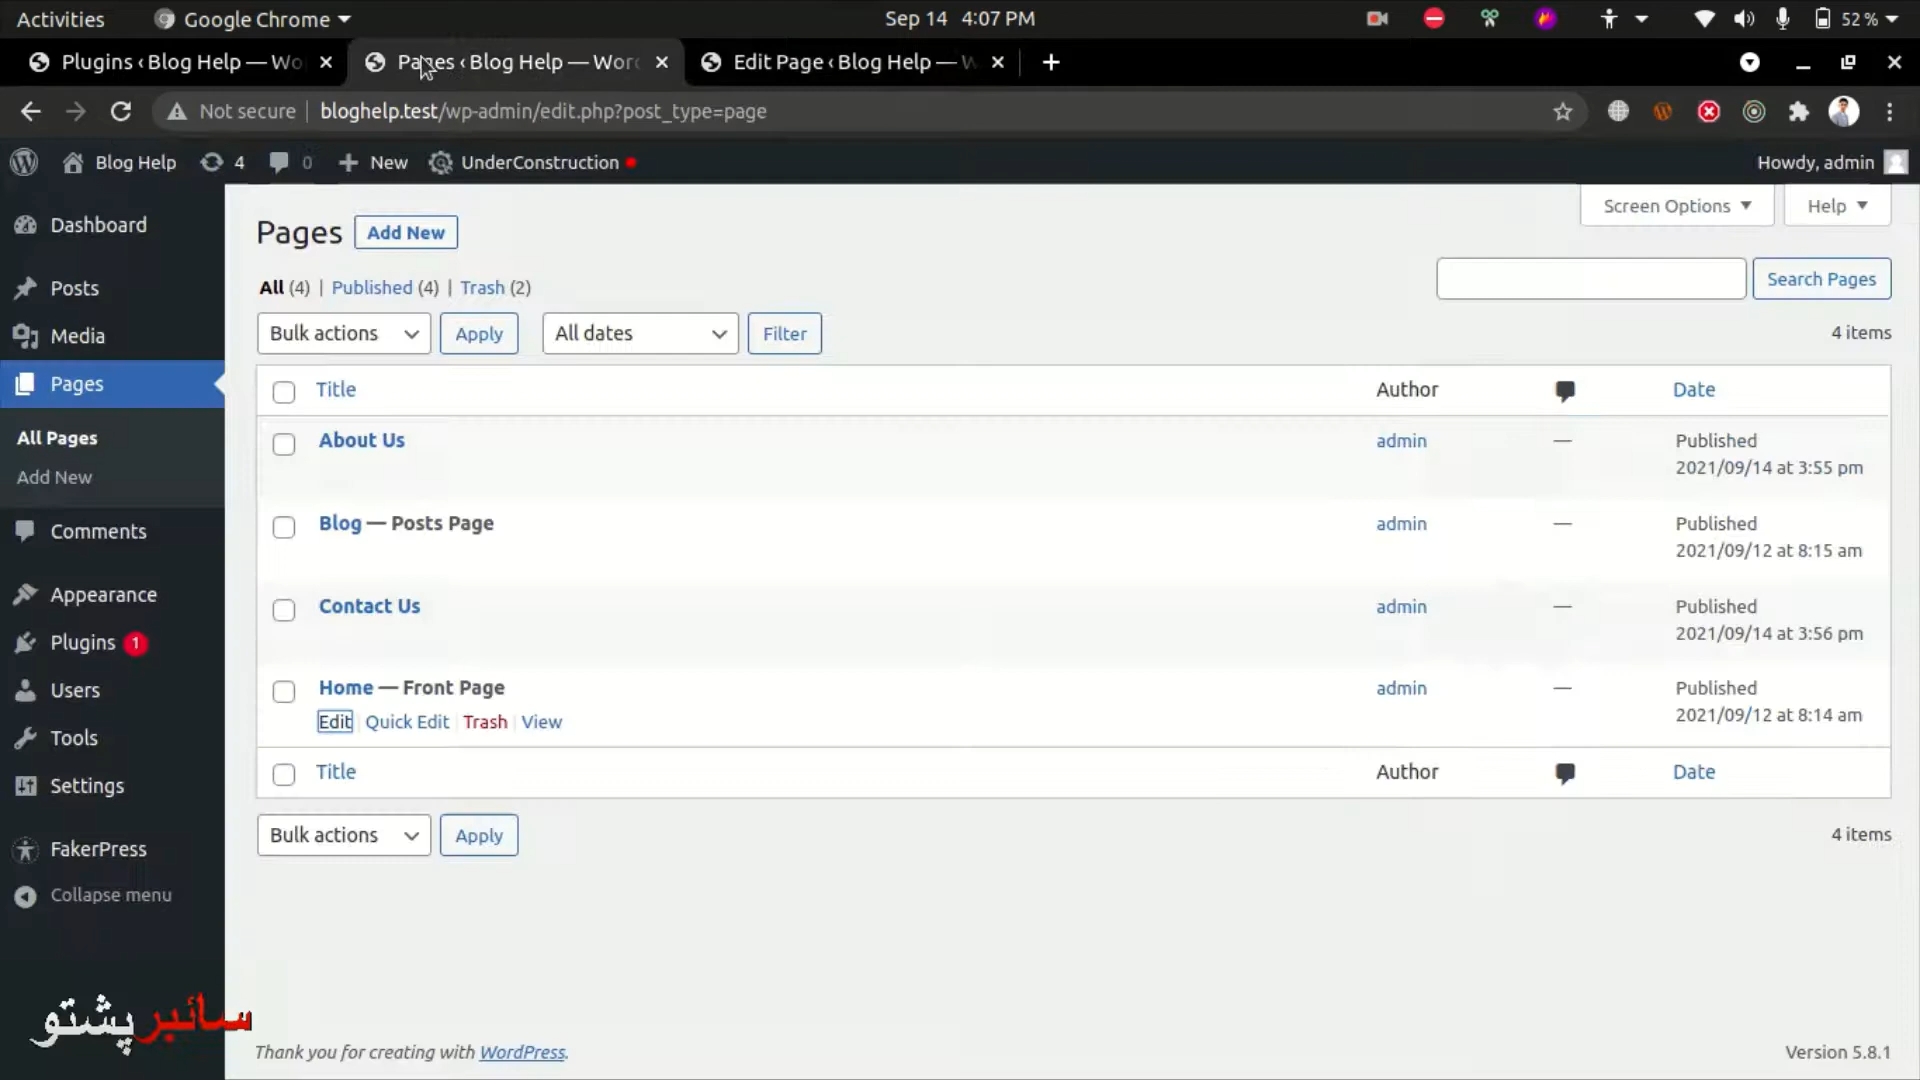 Activities Google Chrome Sep 14 4:07 PM 52 %
Plugins ‹ Blog Help — Wo Pages ‹ Blog Help — Word Edit Page ‹ Blog Help — W
Not secure bloghelp.test/wp-admin/edit.php?post_type=page
Blog Help 4 0 New UnderConstruction Howdy, admin
Screen Options Help
Dashboard
Posts
Media
Pages
All Pages
Add New
Comments
Appearance
Plugins 1
Users
Tools
Settings
FakerPress
Collapse menu
Pages Add New
All (4) | Published (4) | Trash (2)
Search Pages
Bulk actions Apply All dates Filter 4 items
Title Author Date
About Us admin — Published
2021/09/14 at 3:55 pm
Blog — Posts Page admin — Published
2021/09/12 at 8:15 am
Contact Us admin — Published
2021/09/14 at 3:56 pm
Home — Front Page admin — Published
Edit | Quick Edit | Trash | View 2021/09/12 at 8:14 am
Title Author Date
Bulk actions Apply 4 items
سائبر پشتو
Thank you for creating with WordPress. Version 5.8.1